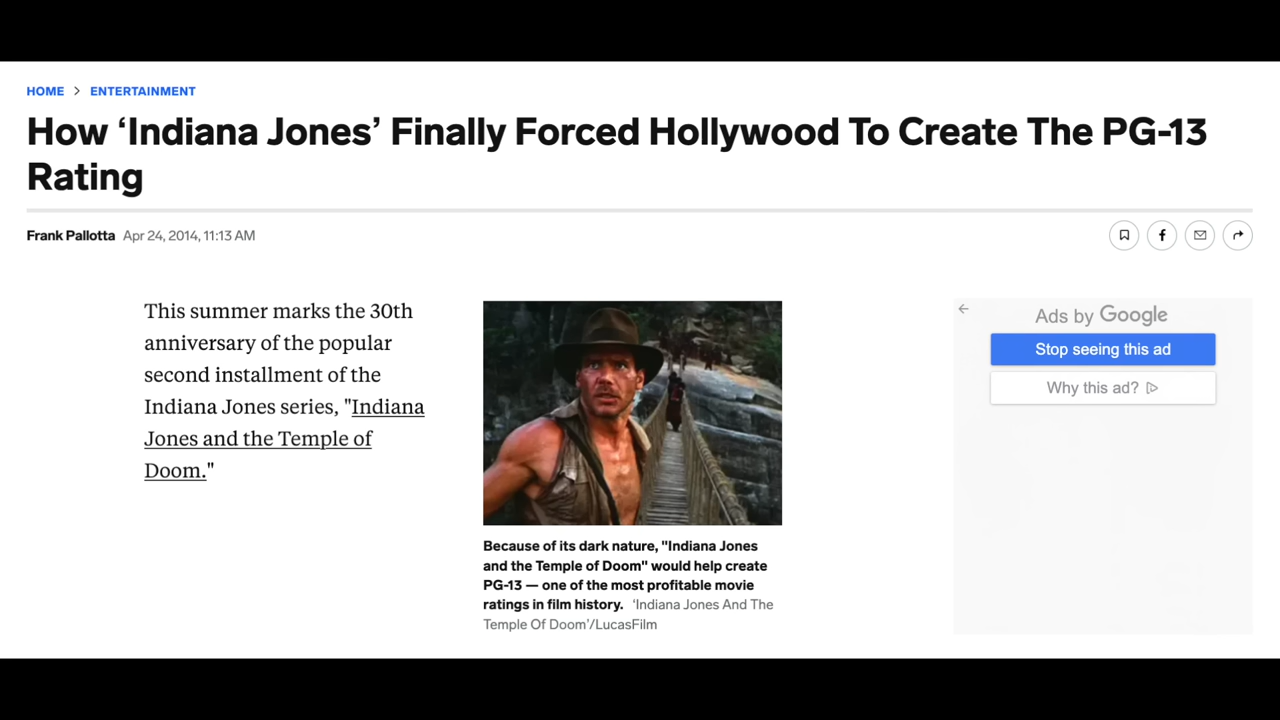 HOME > ENTERTAINMENT
How ‘Indiana Jones’ Finally Forced Hollywood To Create The PG-13
Rating
Frank Pallotta Apr 24, 2014, 11:13 AM
This summer marks the 30th
anniversary of the popular
second installment of the
Indiana Jones series, "Indiana
Jones and the Temple of
Doom."
Because of its dark nature, "Indiana Jones
and the Temple of Doom" would help create
PG-13 — one of the most profitable movie
ratings in film history. ‘Indiana Jones And The
Temple Of Doom’/LucasFilm
Ads by Google
Stop seeing this ad
Why this ad?